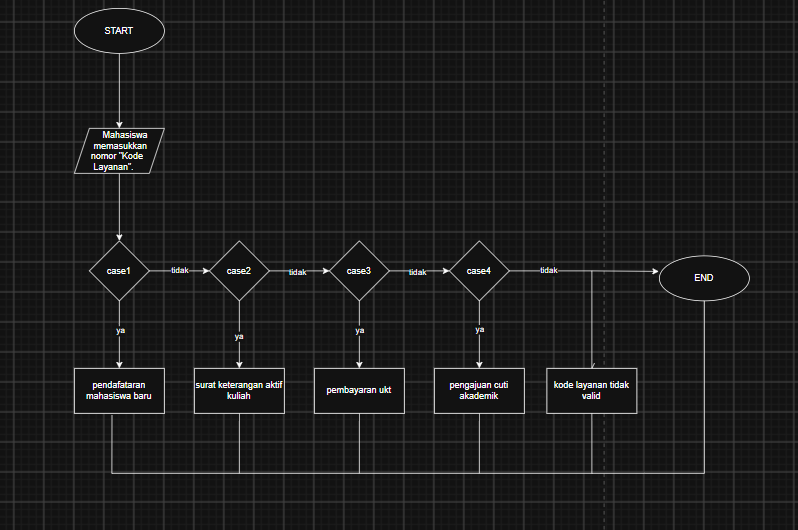 START
Mahasiswa
memasukkan
nomor "Kode
Layanan".
case1
tidak
case2
tidak
case3
tidak
case4
tidak
END
ya
ya
ya
ya
pendafataran
mahasiswa baru
surat keterangan aktif
kuliah
pembayaran ukt
pengajuan cuti
akademik
kode layanan tidak
valid